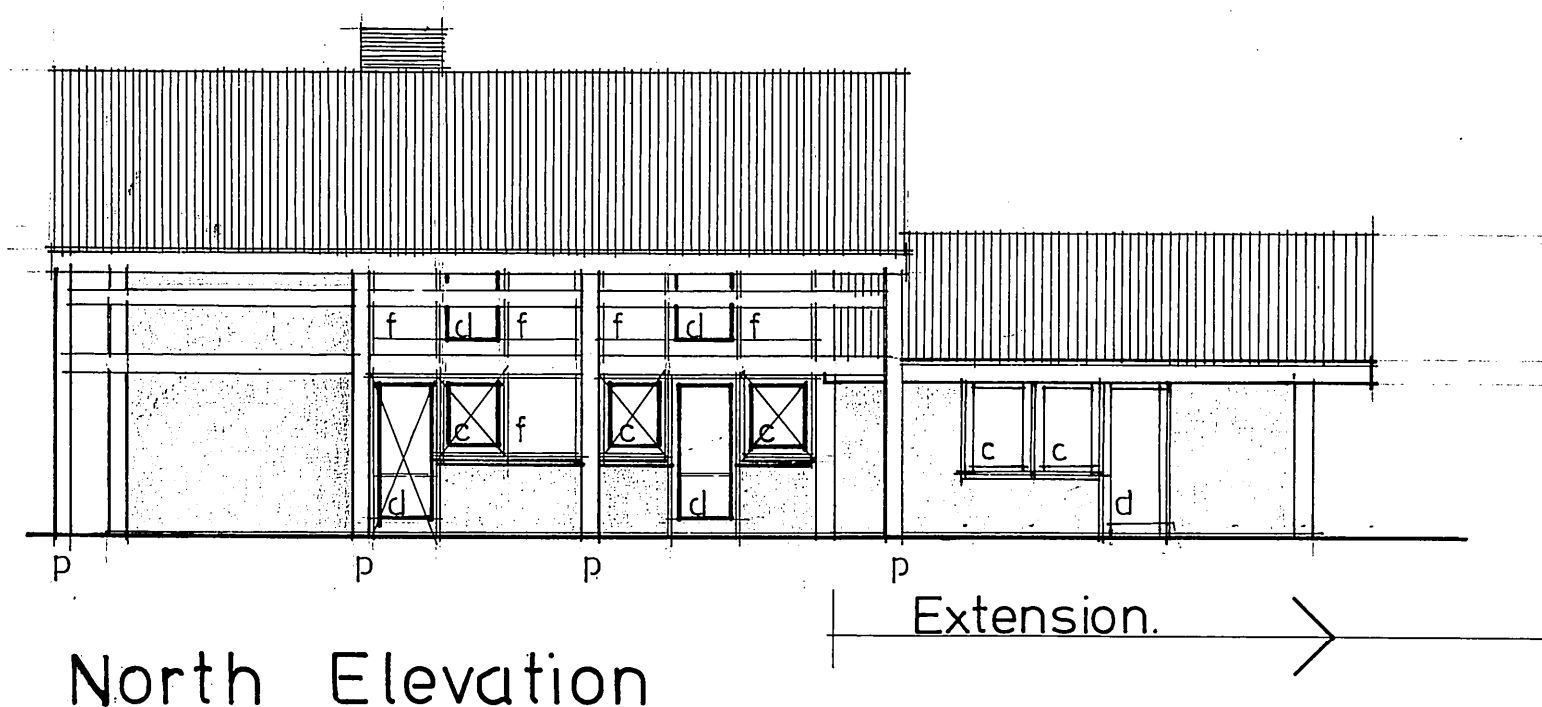 f d f f d f
c f c c
c c
d d d
p p p p
Extension.
North Elevation